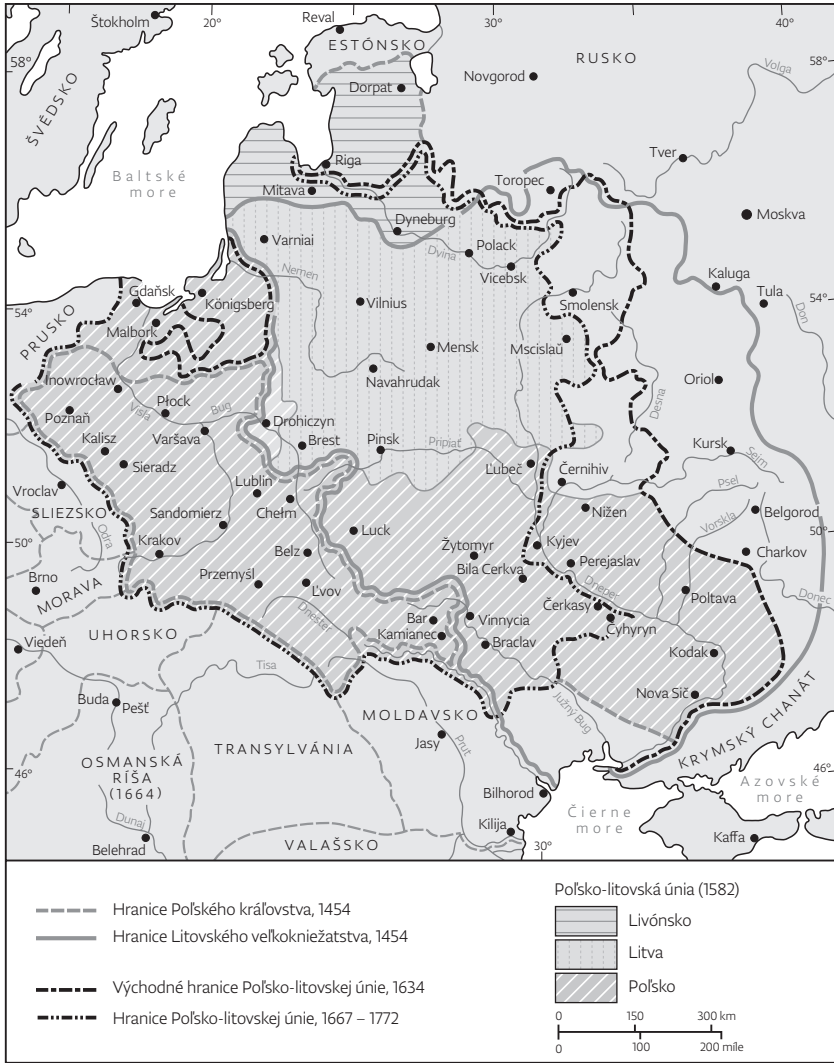 Štokholm
20°
Reval
30°
40°
58°
ESTÓNSKO
RUSKO
58°
Volga
Novgorod
Dorpat
ŠVÉDSKO
Tver
Riga
Baltské
more
Toropec
Mitava
Moskva
Dyneburg
Varniai
Polack
Dvina
Vicebsk
Nemen
Kaluga
Tula
Gdaňsk
Königsberg
Vilnius
Smolensk
54°
54°
Don
Malbork
PRUSKO
Mensk
Mscislaŭ
Inowrocław
Navahrudak
Oriol
Desna
Płock
Bug
Visla
Poznaň
Drohiczyn
Varšava
Brest
Pinsk
Pripiať
Kalisz
Kursk
Seim
Sieradz
Ľubeč
Černihiv
Lublin
Psel
Vroclav
Chełm
SLIEZSKO
Nižen
Belgorod
Sandomierz
Vorskla
Luck
Odra
50°
50°
Krakov
Kyjev
Belz
Žytomyr
Charkov
Perejaslav
Bila Cerkva
Brno
Przemyśl
Ľvov
Dneper
Poltava
Donec
MORAVA
Dnester
Čerkasy
Bar
Vinnycia
Cyhyryn
UHORSKO
Kamianec
Braclav
Viedeň
Kodak
Tisa
Nova Sič
Buda
Pešť
MOLDAVSKO
Južný Bug
Jasy
TRANSYLVÁNIA
Prut
KRYMSKÝ CHANÁT
OSMANSKÁ
RÍŠA
(1664)
46°
46°
Azovské
more
Bilhorod
Čierne
more
Dunaj
Kilija
Belehrad
VALAŠSKO
Kaffa
30°
Hranice Poľského kráľovstva, 1454
Hranice Litovského veľkokniežatstva, 1454
Východné hranice Poľsko-litovskej únie, 1634
Hranice Poľsko-litovskej únie, 1667 – 1772
Poľsko-litovská únia (1582)
Livónsko
Litva
Poľsko
0 150 300 km
0 100 200 míle